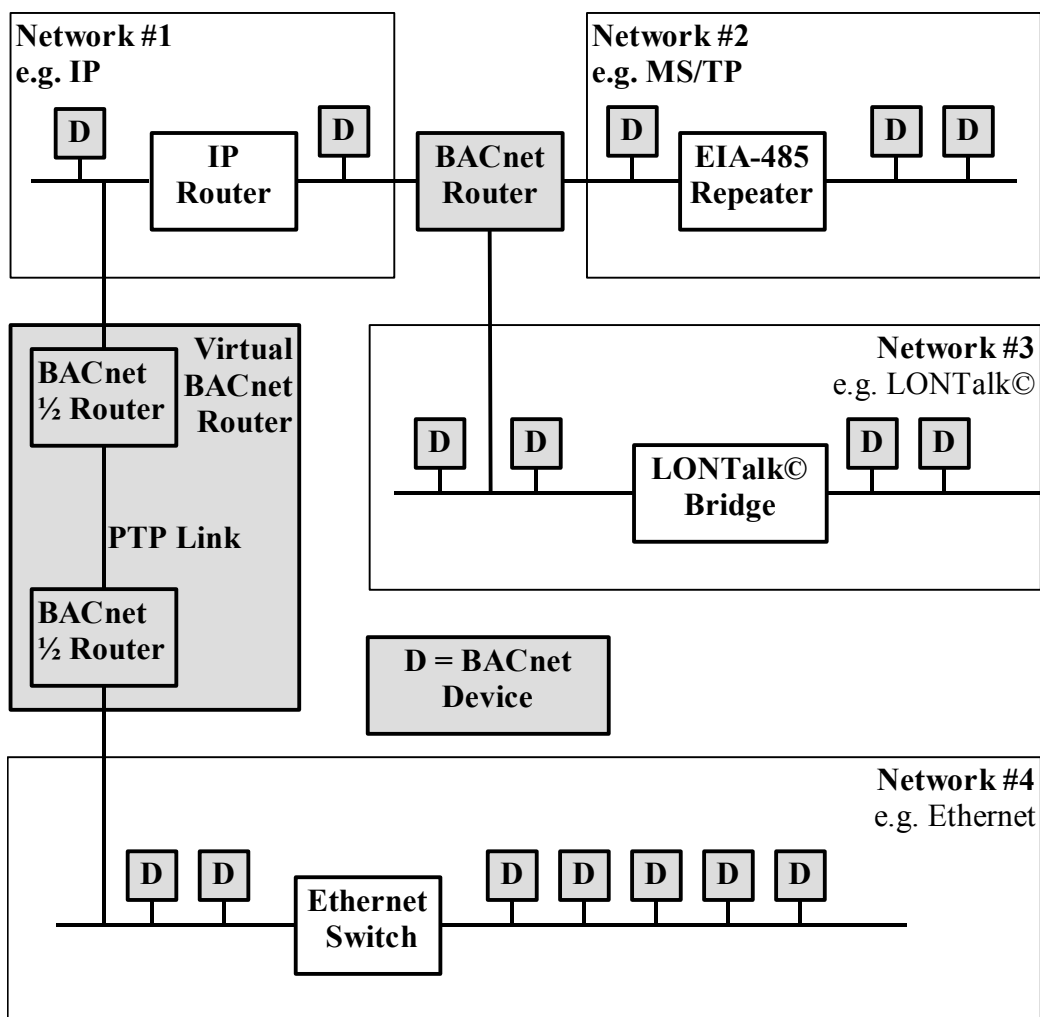 Network #1
e.g. IP
D
D
IP
Router
BACnet
Router
Network #2
e.g. MS/TP
D
D
D
EIA-485
Repeater
Virtual
BACnet
Router
BACnet
½ Router
PTP Link
BACnet
½ Router
Network #3
e.g. LONTalk©
D
D
D
D
LONTalk©
Bridge
D = BACnet
Device
Network #4
e.g. Ethernet
D
D
D
D
D
D
D
Ethernet
Switch